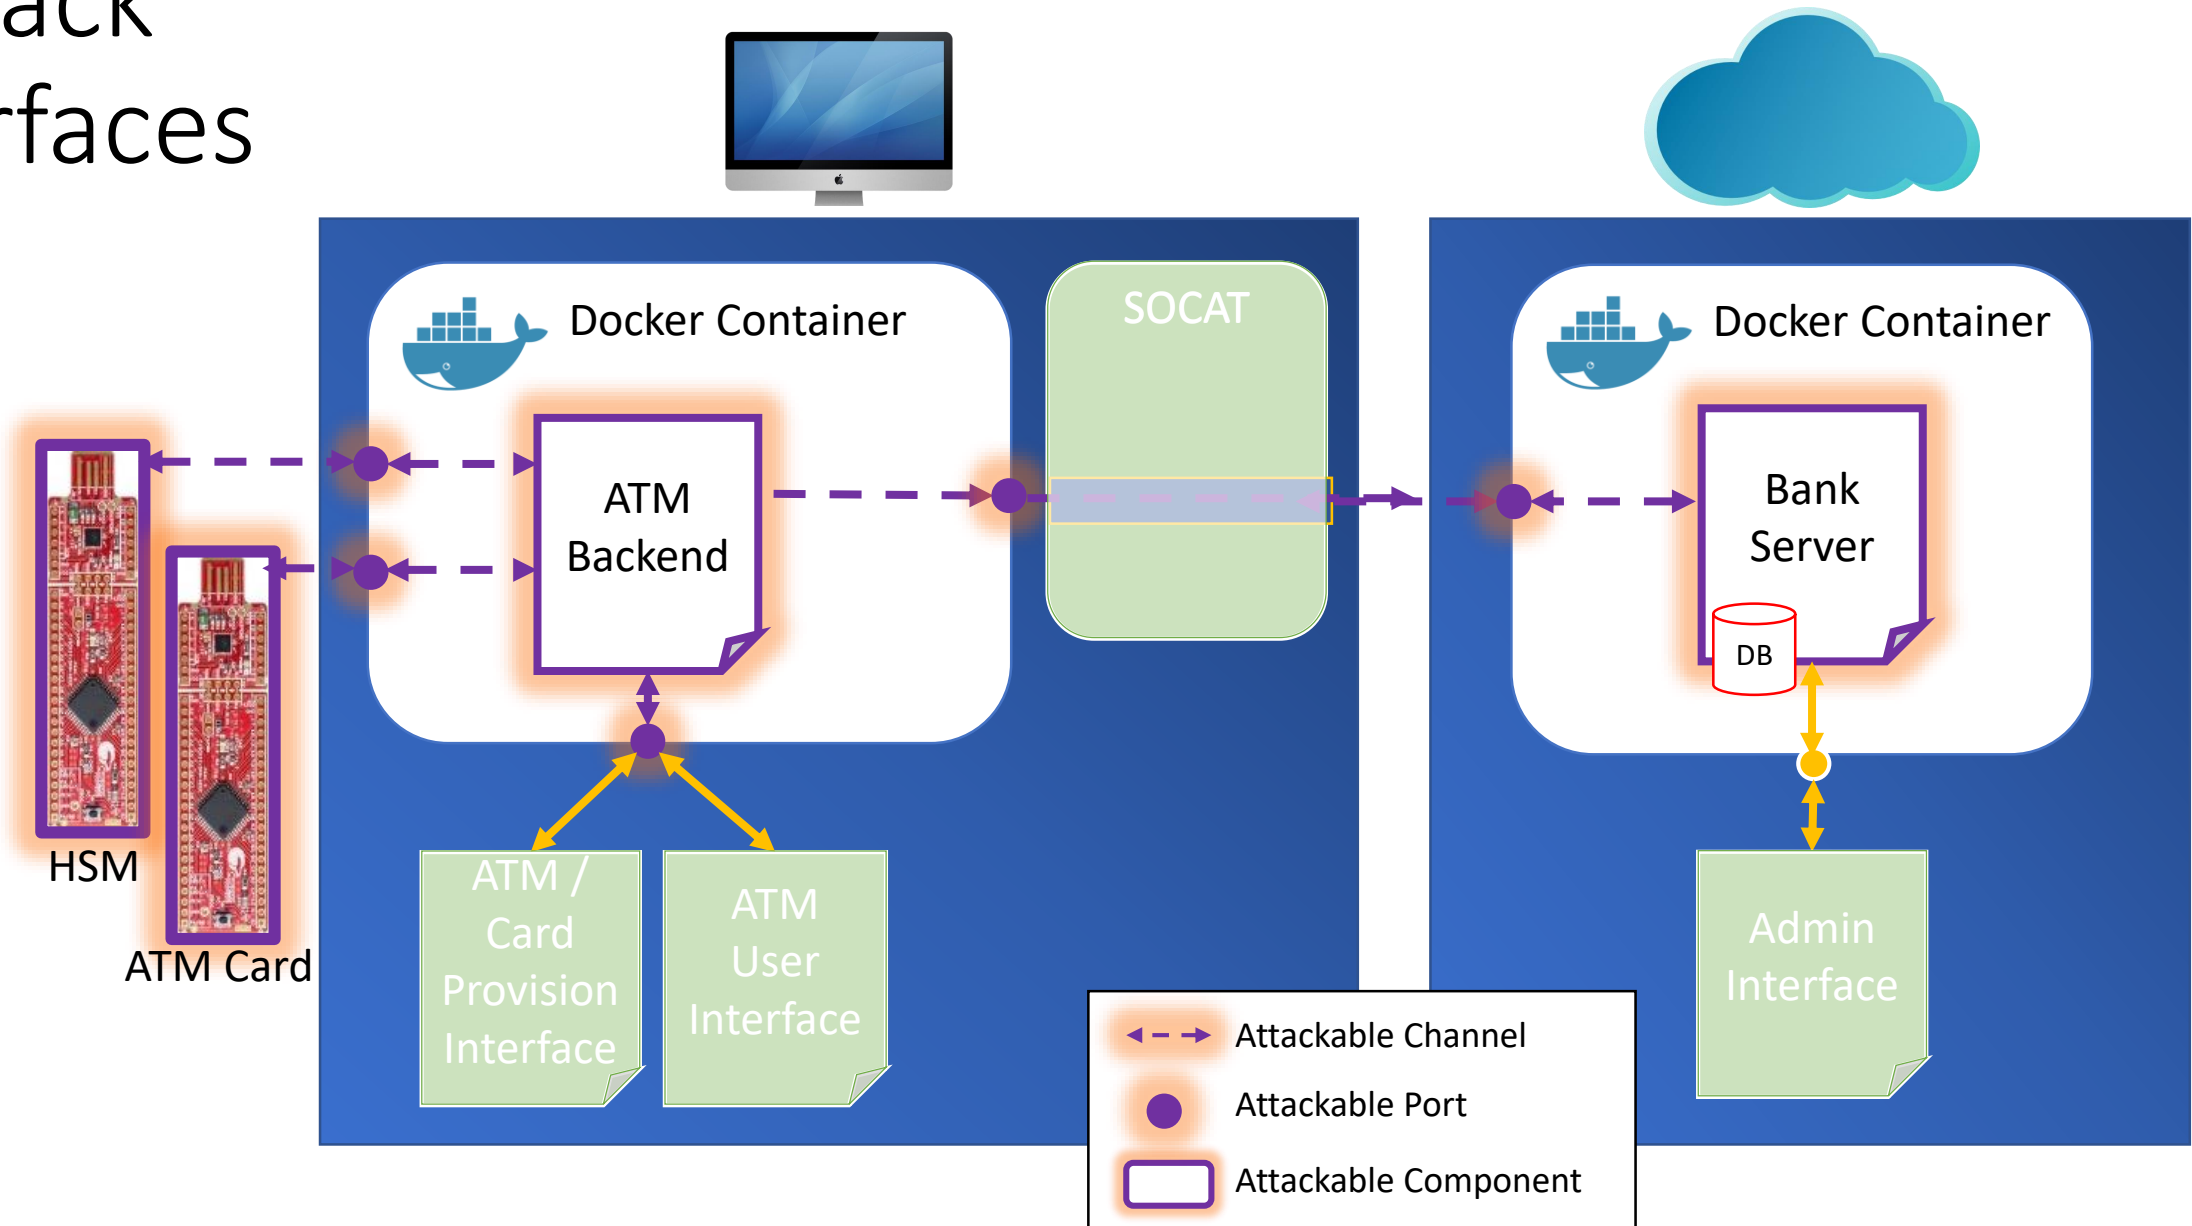 rfaces
Docker Container
SOCAT
Docker Container
ATM
Backend
Bank
Server
DB
HSM
ATM Card
ATM /
Card
Provision
Interface
ATM
User
Interface
Admin
Interface
Attackable Channel
Attackable Port
Attackable Component